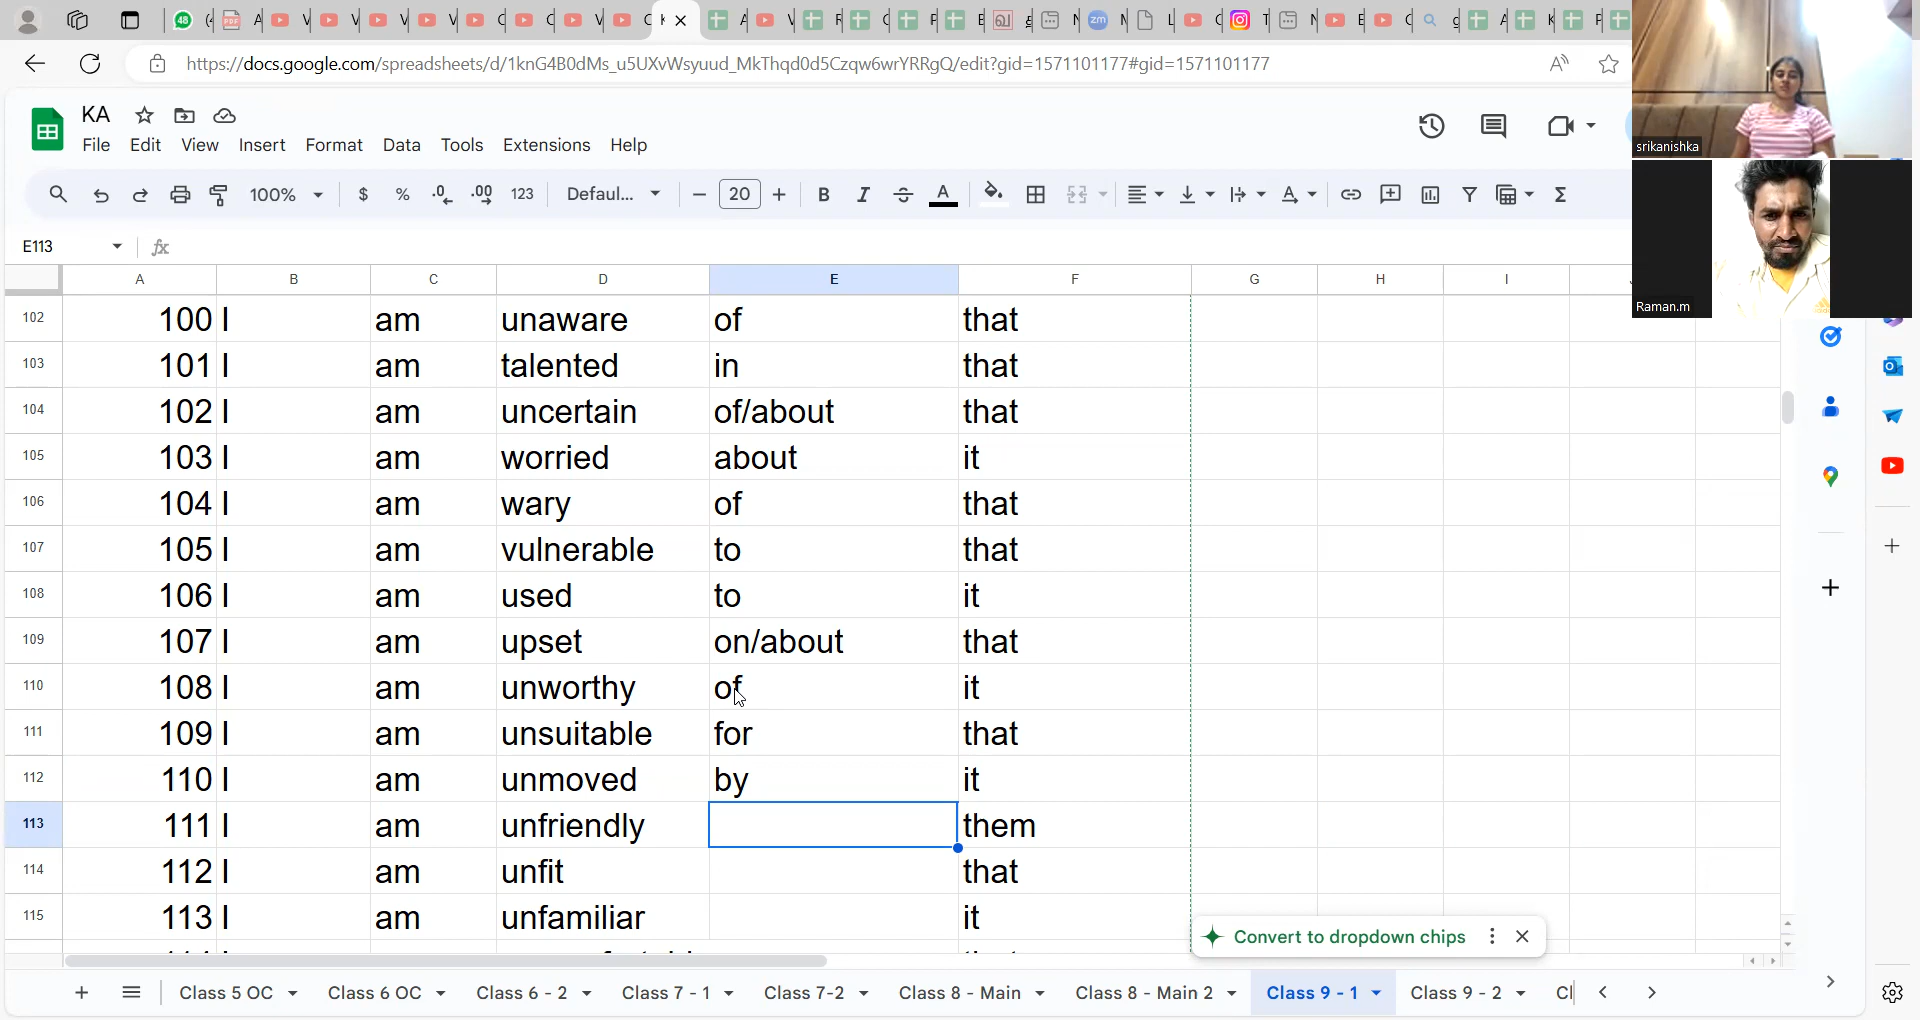 https://docs.google.com/spreadsheets/d/1knG4B0dMs_u5UXvWsyuud_MkThqd0d5Czqw6wrYRRgQ/edit?gid=1571101177#gid=1571101177
KA
File Edit View Insert Format Data Tools Extensions Help
100% $ % .0 .00 123 Defaul... 20 B I S A
E113 fx
A B C D E F G H I
102 100 I am unaware of that
103 101 I am talented in that
104 102 I am uncertain of/about that
105 103 I am worried about it
106 104 I am wary of that
107 105 I am vulnerable to that
108 106 I am used to it
109 107 I am upset on/about that
110 108 I am unworthy of it
111 109 I am unsuitable for that
112 110 I am unmoved by it
113 111 I am unfriendly them
114 112 I am unfit that
115 113 I am unfamiliar it
Convert to dropdown chips
Class 5 OC Class 6 OC Class 6 - 2 Class 7 - 1 Class 7-2 Class 8 - Main Class 8 - Main 2 Class 9 - 1 Class 9 - 2
srikanishka
Raman.m